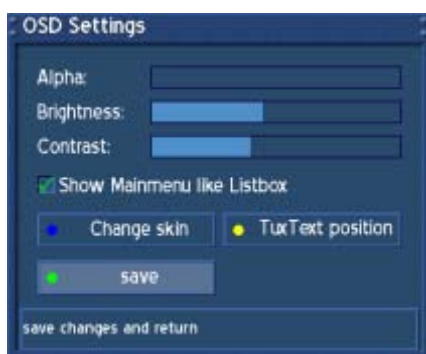 OSD Settings
Alpha:
Brightness:
Contrast:
Show Mainmenu like Listbox
Change skin
TuxText position
save
save changes and return